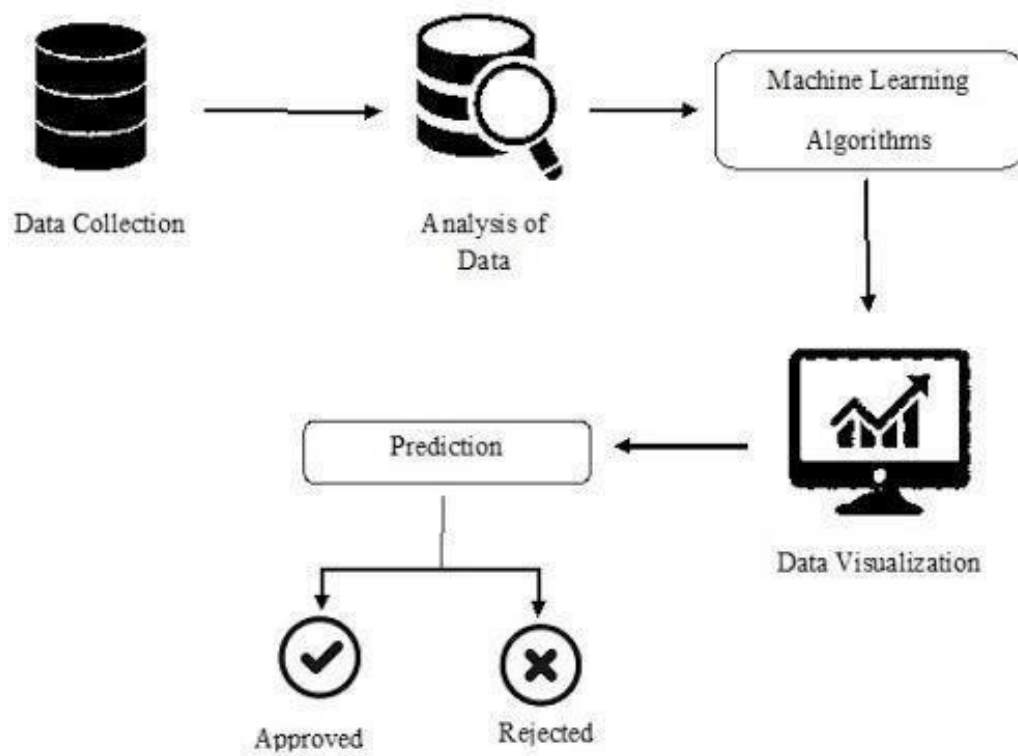 Data Collection
Analysis of
Data
Machine Learning
Algorithms
Data Visualization
Prediction
Approved
Rejected